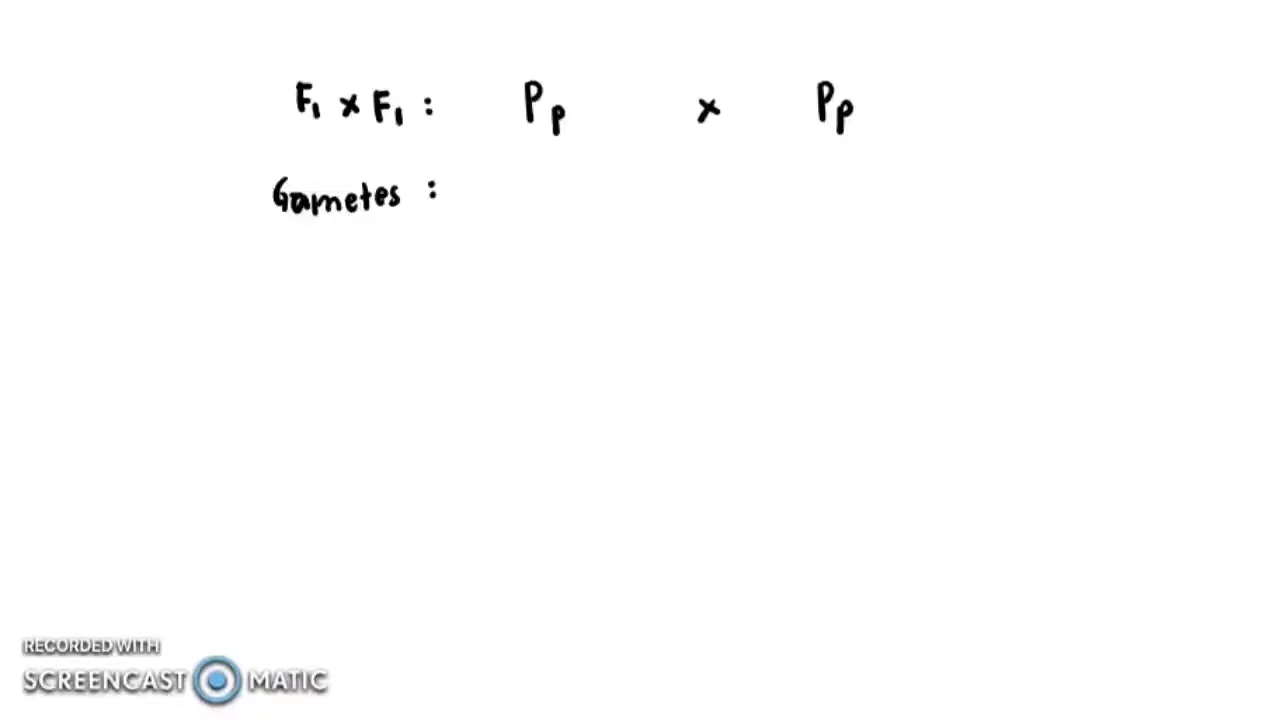 F₁ × F₁ : Pp × Pp
Gametes :
RECORDED WITH
SCREENCAST MATIC